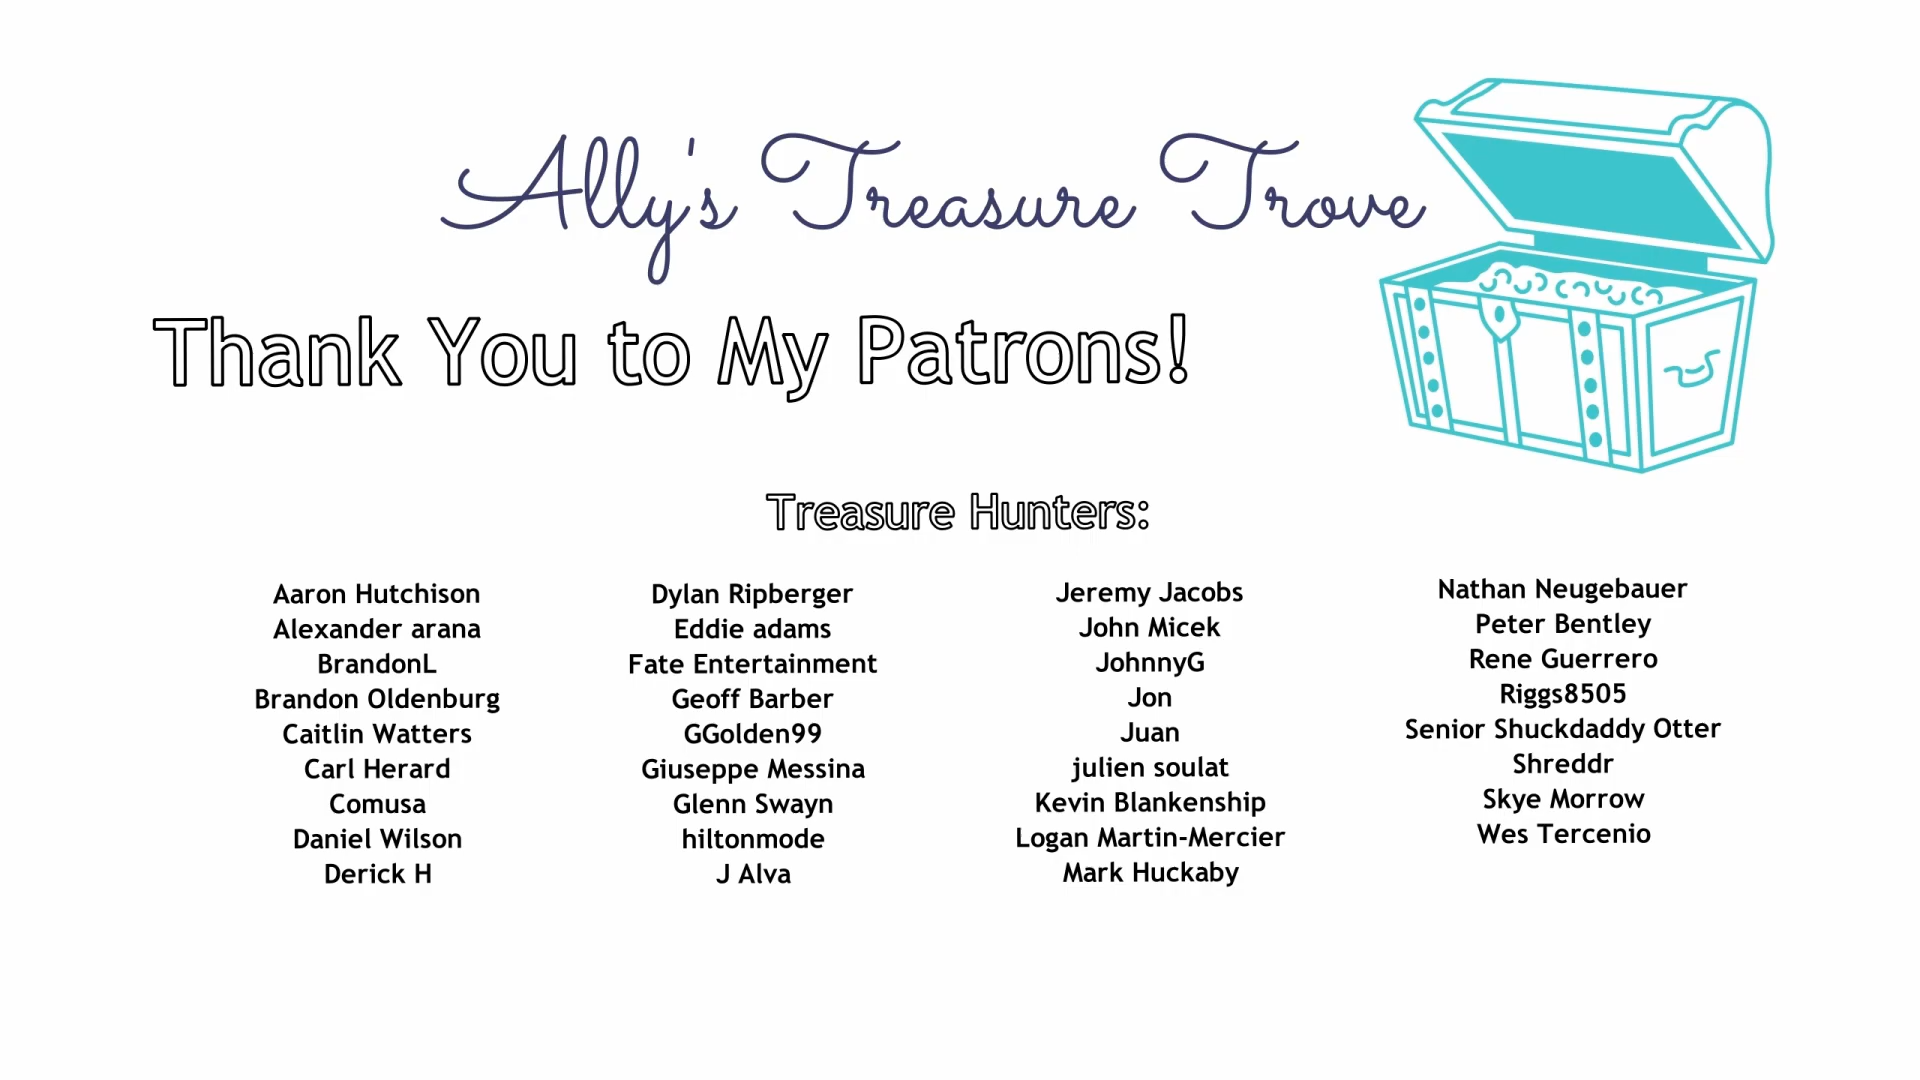 Ally's Treasure Trove
Thank You to My Patrons!
Treasure Hunters:
Aaron Hutchison
Alexander arana
BrandonL
Brandon Oldenburg
Caitlin Watters
Carl Herard
Comusa
Daniel Wilson
Derick H
Dylan Ripberger
Eddie adams
Fate Entertainment
Geoff Barber
GGolden99
Giuseppe Messina
Glenn Swayn
hiltonmode
J Alva
Jeremy Jacobs
John Micek
JohnnyG
Jon
Juan
julien soulat
Kevin Blankenship
Logan Martin-Mercier
Mark Huckaby
Nathan Neugebauer
Peter Bentley
Rene Guerrero
Riggs8505
Senior Shuckdaddy Otter
Shreddr
Skye Morrow
Wes Tercenio